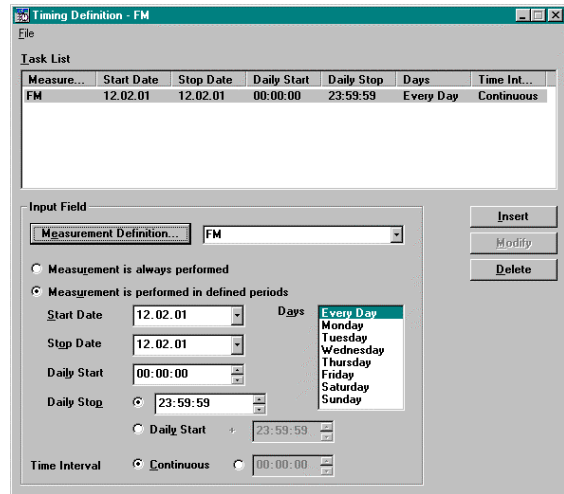 Timing Definition - FM
File
Task List
Measure... Start Date Stop Date Daily Start Daily Stop Days Time Int...
FM 12.02.01 12.02.01 00:00:00 23:59:59 Every Day Continuous
Input Field
Measurement Definition... FM
Insert
Modify
Delete
Measurement is always performed
Measurement is performed in defined periods
Start Date 12.02.01 Days Every Day
Monday
Tuesday
Wednesday
Thursday
Friday
Saturday
Sunday
Stop Date 12.02.01
Daily Start 00:00:00
Daily Stop 23:59:59
Daily Start + 23:59:59
Time Interval Continuous 00:00:00